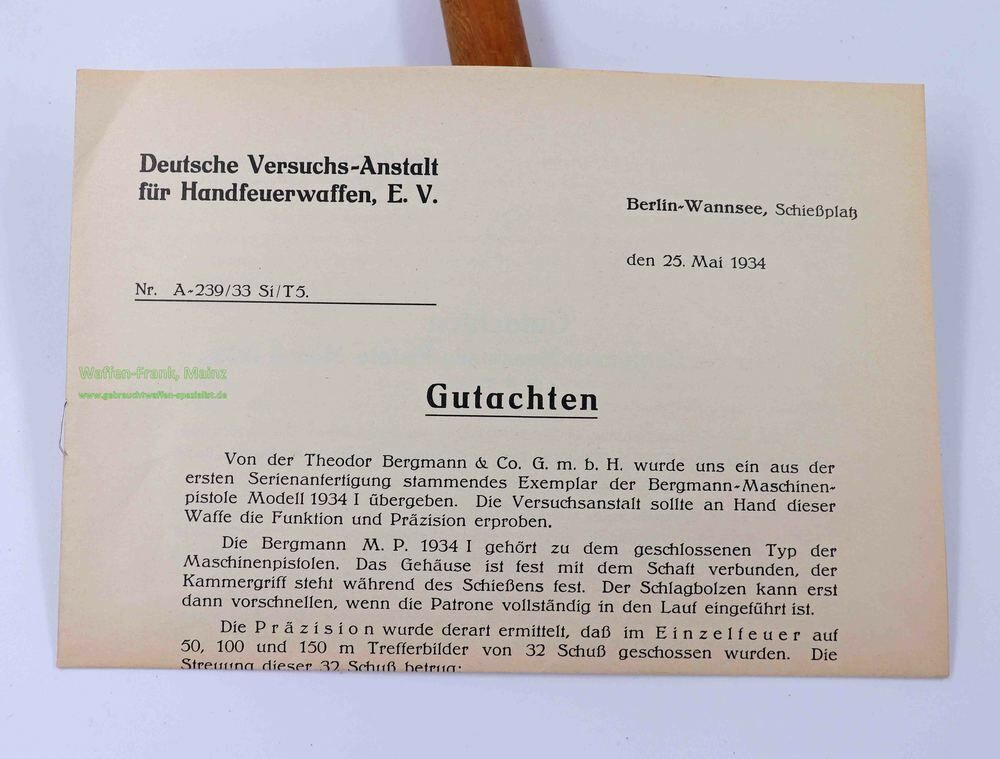 Deutsche Versuchs-Anstalt
für Handfeuerwaffen, E. V.
Berlin-Wannsee, Schießplatz
den 25. Mai 1934
Nr. A-239/33 Si/T5.
Waffen-Frank, Mainz
www.gebrauchtwaffen-spezialist.de
Gutachten
Von der Theodor Bergmann & Co. G. m. b. H. wurde uns ein aus der
ersten Serienanfertigung stammendes Exemplar der Bergmann-Maschinen-
pistole Modell 1934 I übergeben. Die Versuchsanstalt sollte an Hand dieser
Waffe die Funktion und Präzision erproben.
Die Bergmann M. P. 1934 I gehört zu dem geschlossenen Typ der
Maschinenpistolen. Das Gehäuse ist fest mit dem Schaft verbunden, der
Kammergriff steht während des Schießens fest. Der Schlagbolzen kann erst
dann vorschnellen, wenn die Patrone vollständig in den Lauf eingeführt ist.
Die Präzision wurde derart ermittelt, daß im Einzelfeuer auf
50, 100 und 150 m Trefferbilder von 32 Schuß geschossen wurden. Die
Streuung dieser 32 Schuß betrug: